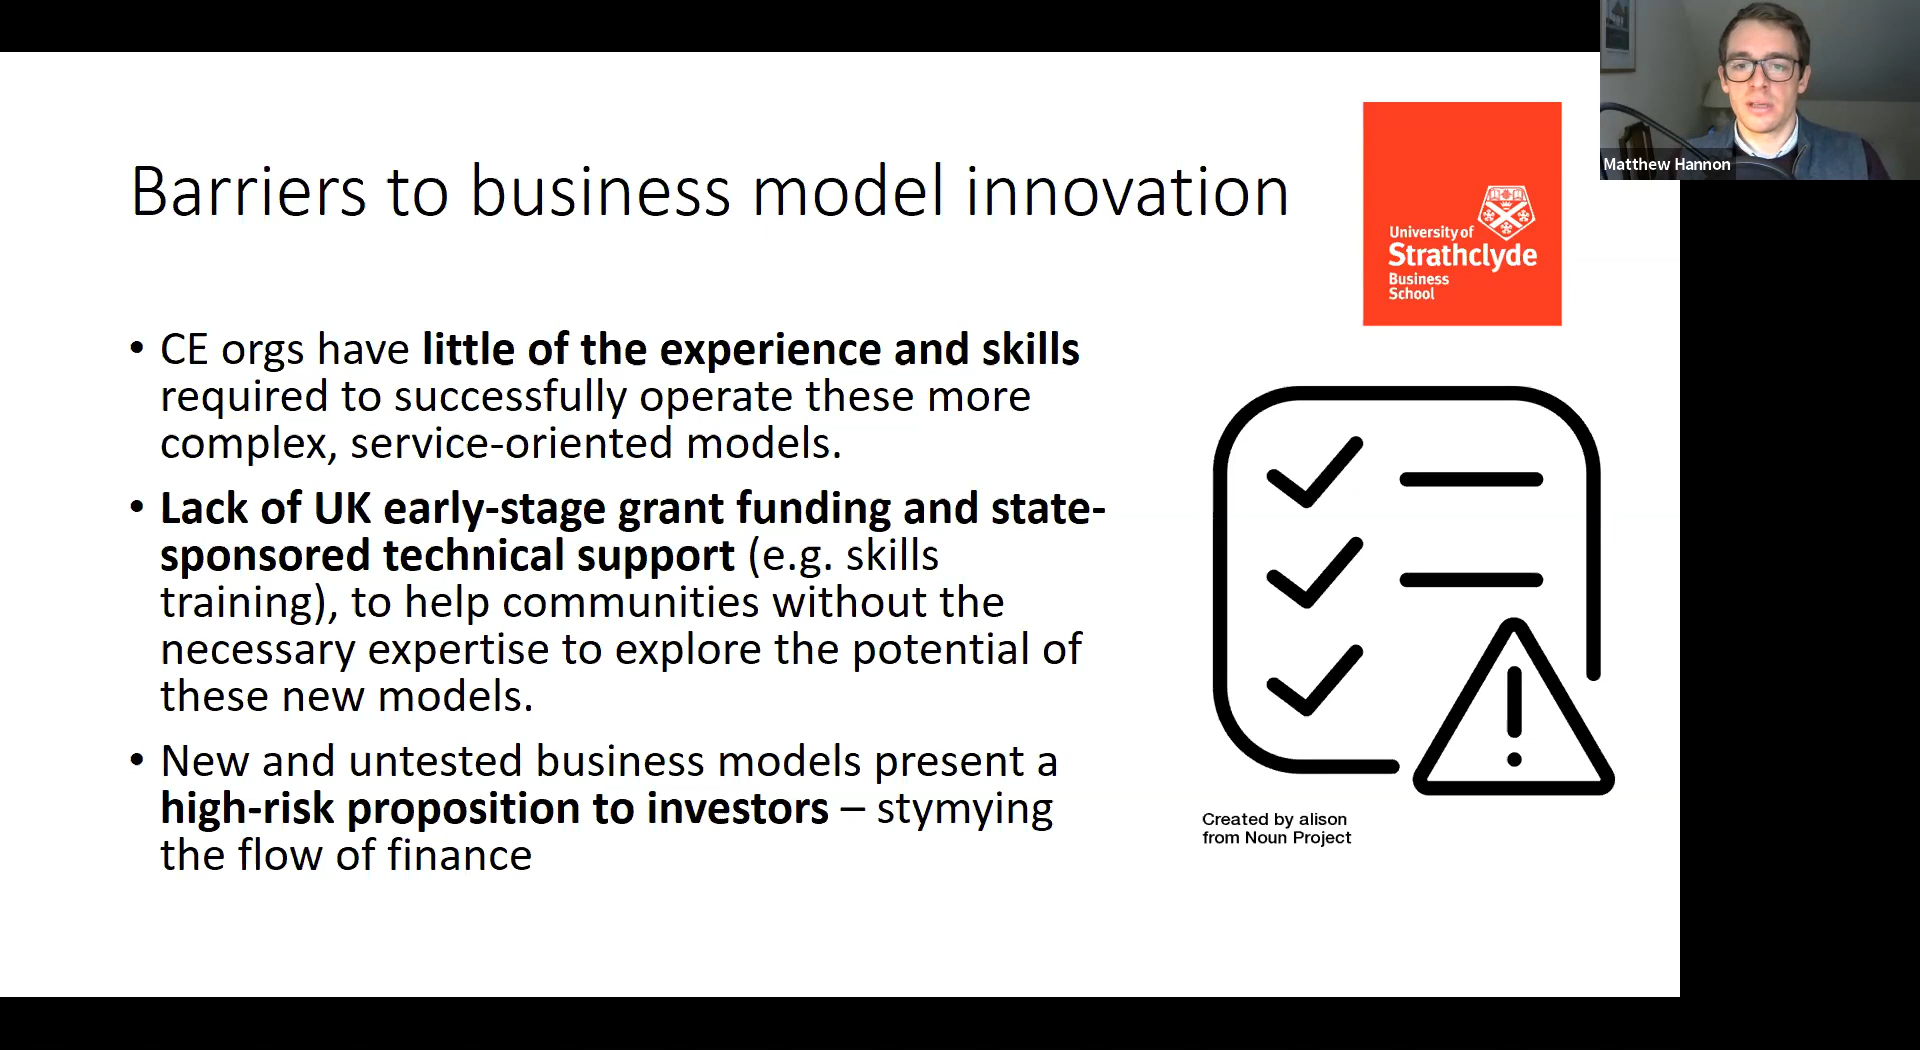 Matthew Hannon
Barriers to business model innovation
University of
Strathclyde
Business
School
• CE orgs have little of the experience and skills
required to successfully operate these more
complex, service-oriented models.
• Lack of UK early-stage grant funding and state-
sponsored technical support (e.g. skills
training), to help communities without the
necessary expertise to explore the potential of
these new models.
• New and untested business models present a
high-risk proposition to investors – stymying
the flow of finance
Created by alison
from Noun Project